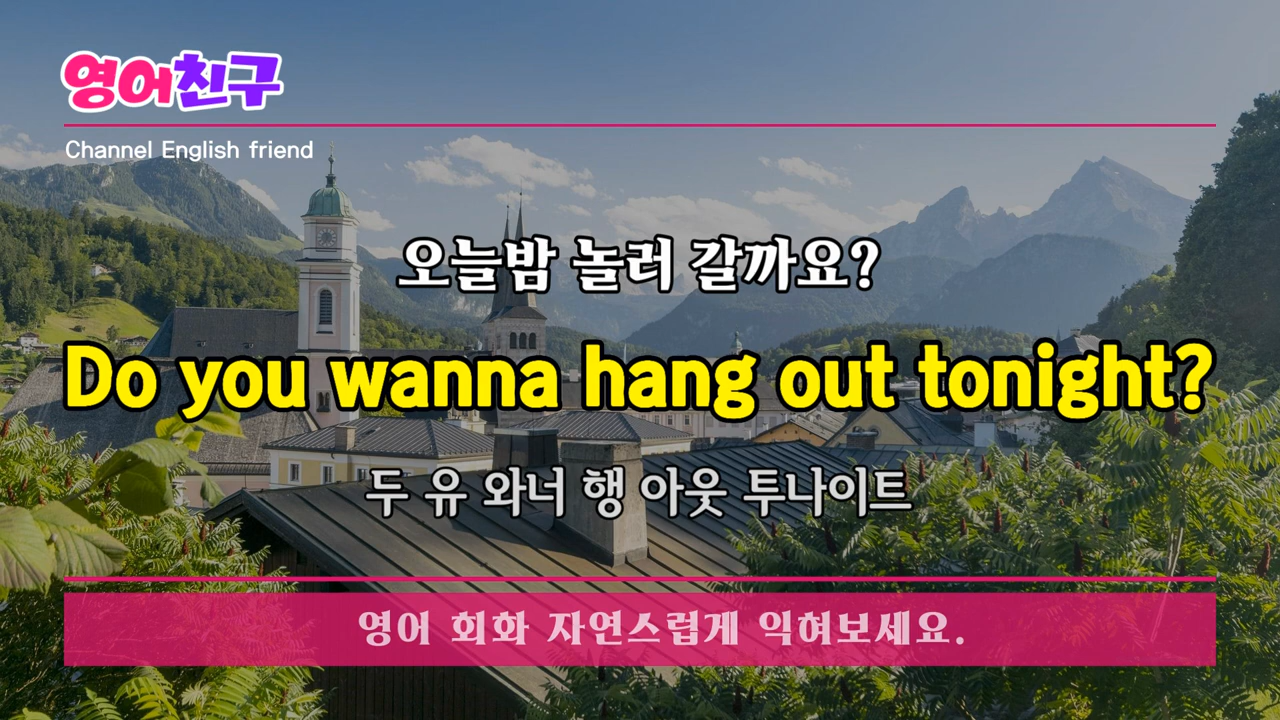 영어친구
Channel English friend
오늘밤 놀러 갈까요?
Do you wanna hang out tonight?
두 유 와너 행 아웃 투나이트
영어 회화 자연스럽게 익혀보세요.